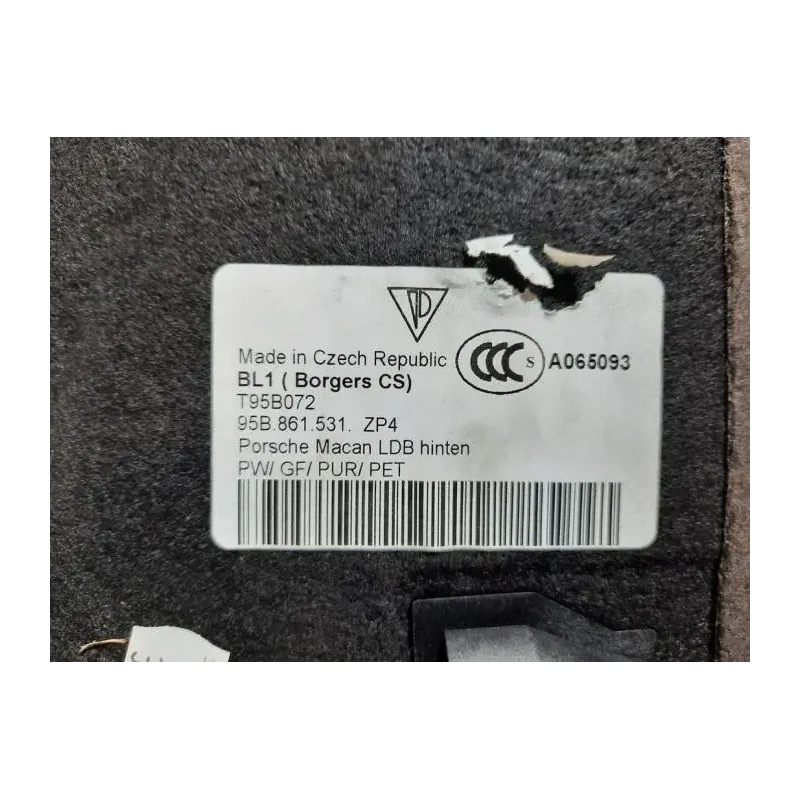 Made in Czech Republic
CCC S A065093
BL1 ( Borgers CS)
T95B072
95B.861.531. ZP4
Porsche Macan LDB hinten
PW/ GF/ PUR/ PET